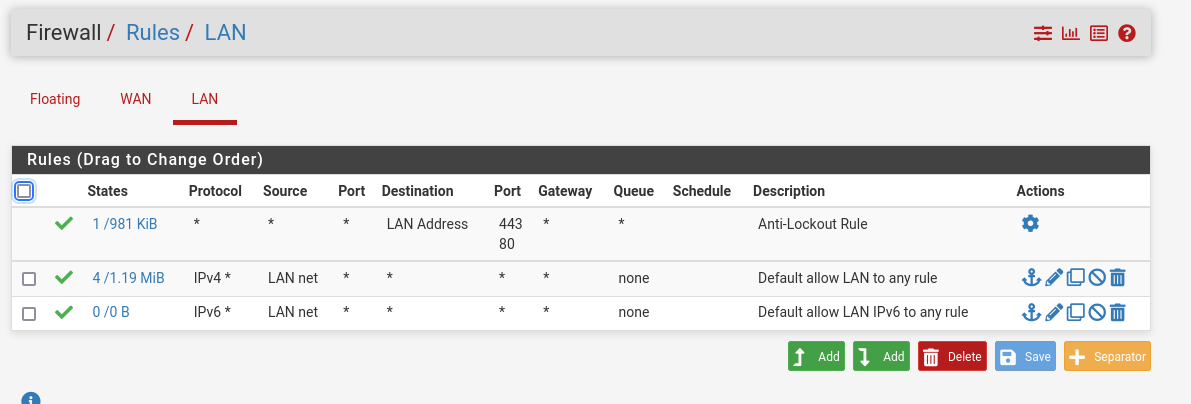 Firewall / Rules / LAN
Floating WAN LAN
Rules (Drag to Change Order)
States Protocol Source Port Destination Port Gateway Queue Schedule Description Actions
1 /981 KiB * * * LAN Address 443 * * Anti-Lockout Rule
80
4 /1.19 MiB IPv4 * LAN net * * * * none Default allow LAN to any rule
0 /0 B IPv6 * LAN net * * * * none Default allow LAN IPv6 to any rule
Add Add Delete Save Separator